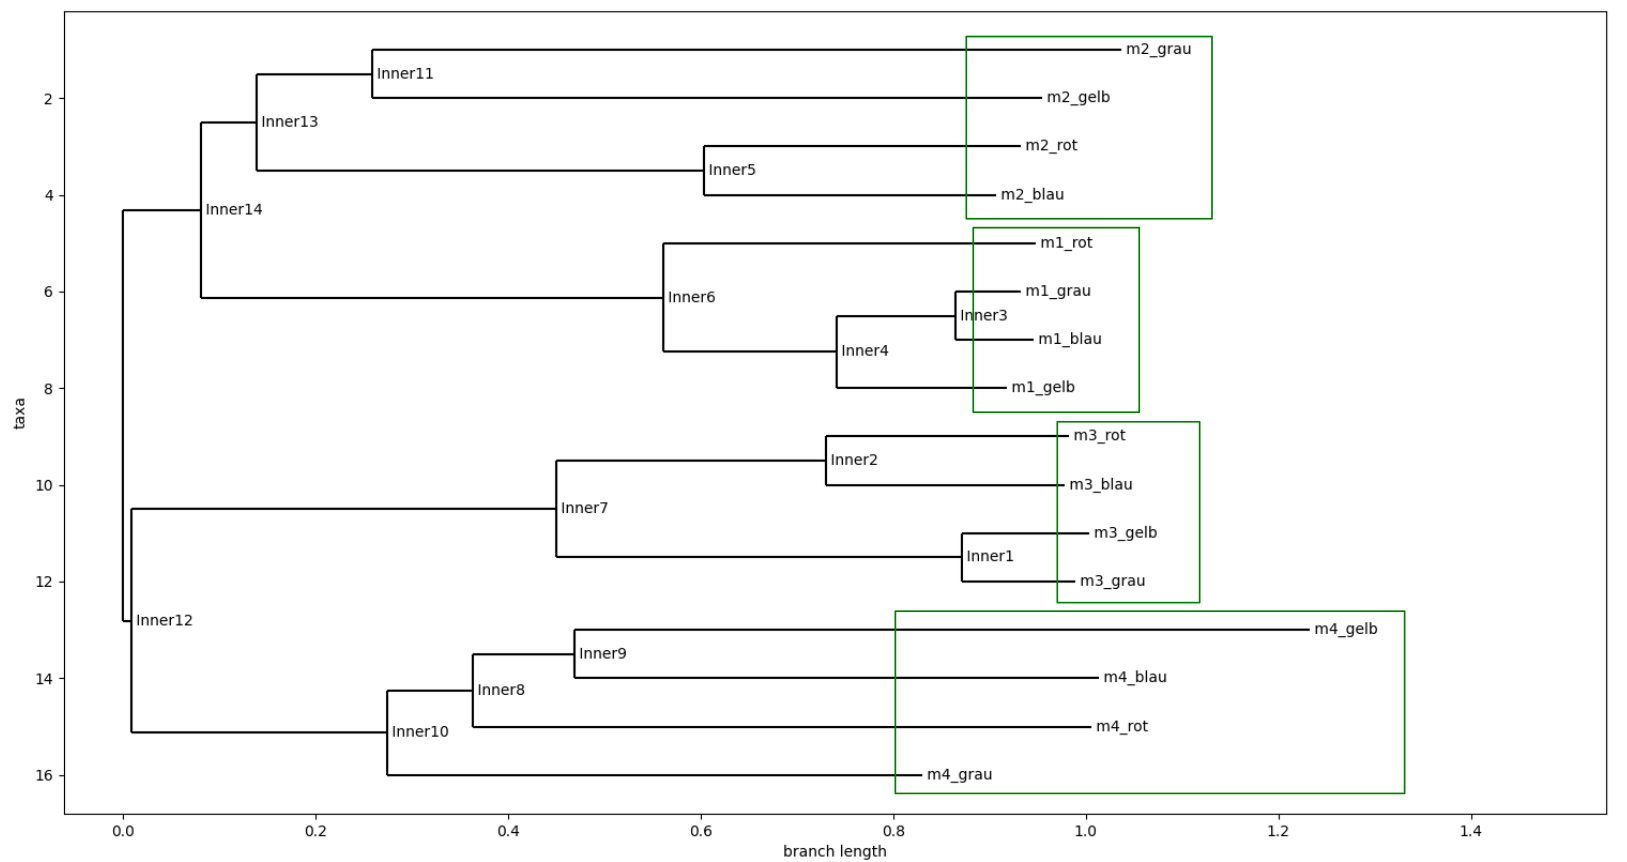 m2_grau
Inner11
2
m2_gelb
Inner13
m2_rot
Inner5
4
m2_blau
Inner14
m1_rot
6
m1_grau
Inner6
Inner3
m1_blau
Inner4
8
m1_gelb
taxa
m3_rot
Inner2
10
m3_blau
Inner7
m3_gelb
Inner1
12
m3_grau
Inner12
m4_gelb
Inner9
14
m4_blau
Inner8
m4_rot
Inner10
16
m4_grau
0.0 0.2 0.4 0.6 0.8 1.0 1.2 1.4
branch length